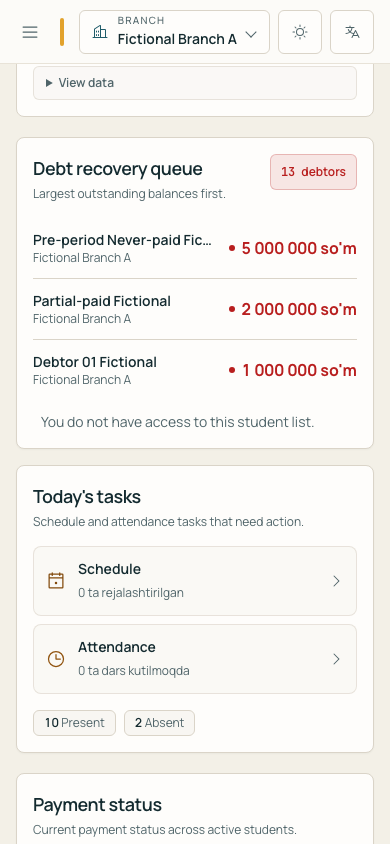 BRANCH
Fictional Branch A
View data
Debt recovery queue
13 debtors
Largest outstanding balances first.
Pre-period Never-paid Fic...
5 000 000 so'm
Fictional Branch A
Partial-paid Fictional
2 000 000 so'm
Fictional Branch A
Debtor 01 Fictional
1 000 000 so'm
Fictional Branch A
You do not have access to this student list.
Today's tasks
Schedule and attendance tasks that need action.
Schedule
0 ta rejalashtirilgan
Attendance
0 ta dars kutilmoqda
10 Present
2 Absent
Payment status
Current payment status across active students.